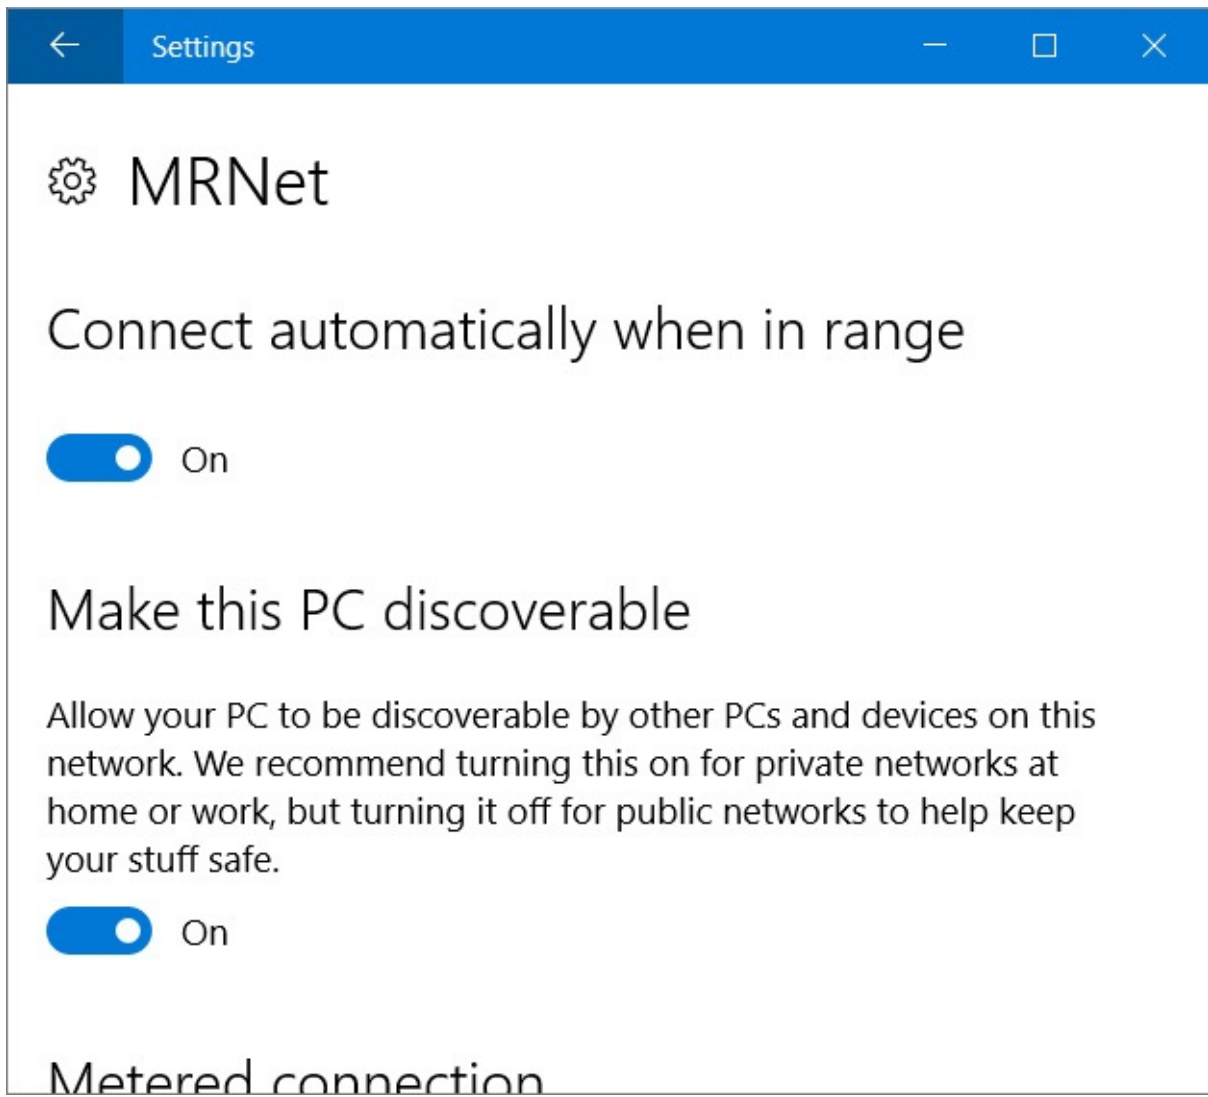 Settings
MRNet
Connect automatically when in range
On
Make this PC discoverable
Allow your PC to be discoverable by other PCs and devices on this
network. We recommend turning this on for private networks at
home or work, but turning it off for public networks to help keep
your stuff safe.
On
Metered connection